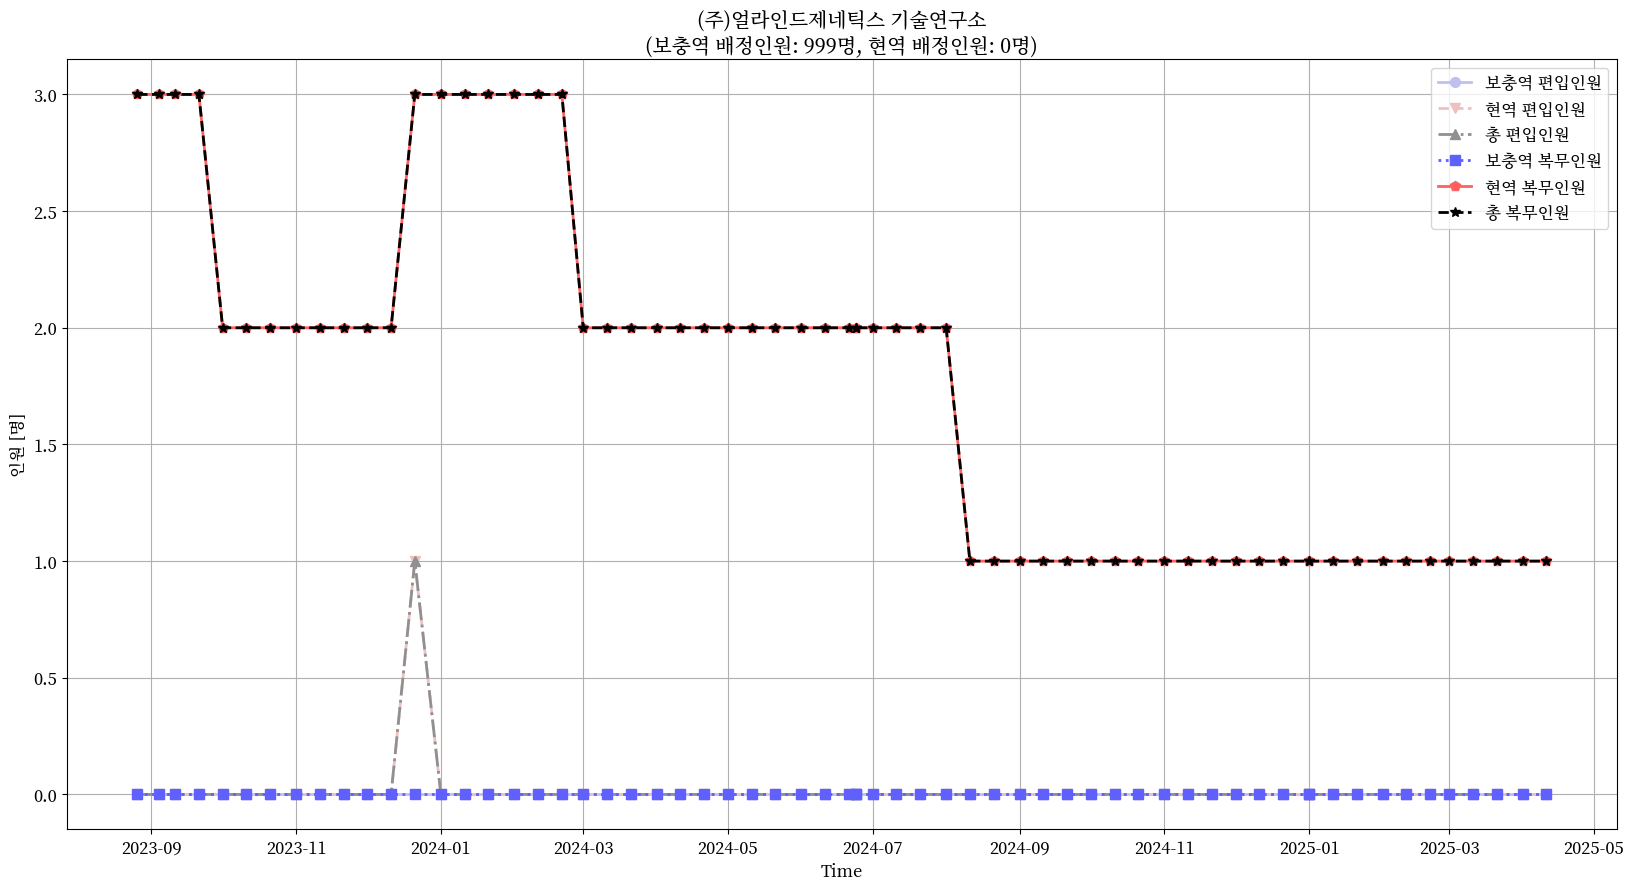 (주)얼라인드제네틱스 기술연구소
(보충역 배정인원: 999명, 현역 배정인원: 0명)
보충역 편입인원
현역 편입인원
총 편입인원
보충역 복무인원
현역 복무인원
총 복무인원
인원 [명]
3.0
2.5
2.0
1.5
1.0
0.5
0.0
2023-09
2023-11
2024-01
2024-03
2024-05
2024-07
2024-09
2024-11
2025-01
2025-03
2025-05
Time